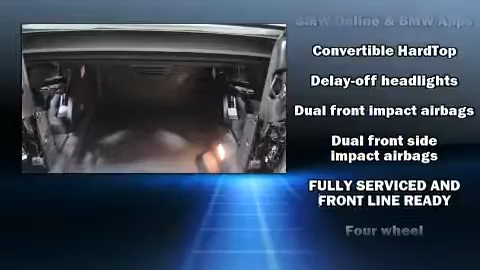 BMW Online & BMW Apps
Convertible HardTop
Delay-off headlights
Dual front impact airbags
Dual front side
impact airbags
FULLY SERVICED AND
FRONT LINE READY
Four wheel